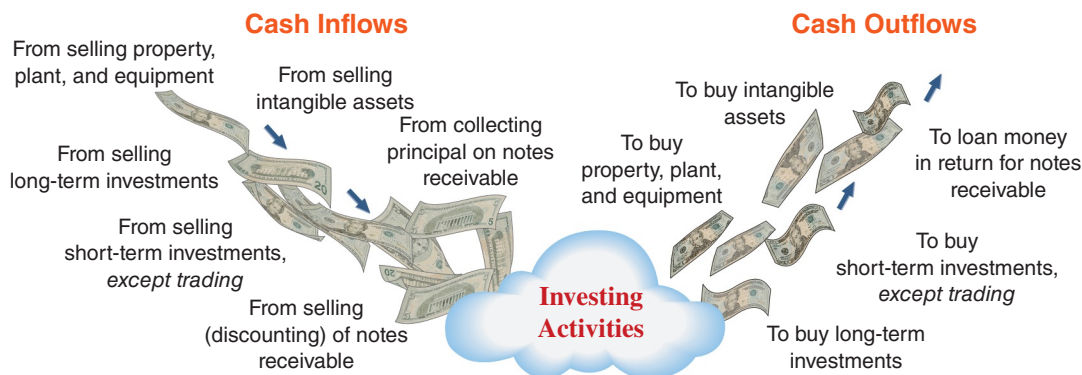 Cash Inflows
From selling property,
plant, and equipment
From selling
intangible assets
From collecting
principal on notes
receivable
From selling
long-term investments
From selling
short-term investments,
except trading
From selling
(discounting) of notes
receivable
Investing
Activities
Cash Outflows
To buy intangible
assets
To buy
property, plant,
and equipment
To loan money
in return for notes
receivable
To buy
short-term investments,
except trading
To buy long-term
investments
20
5
20